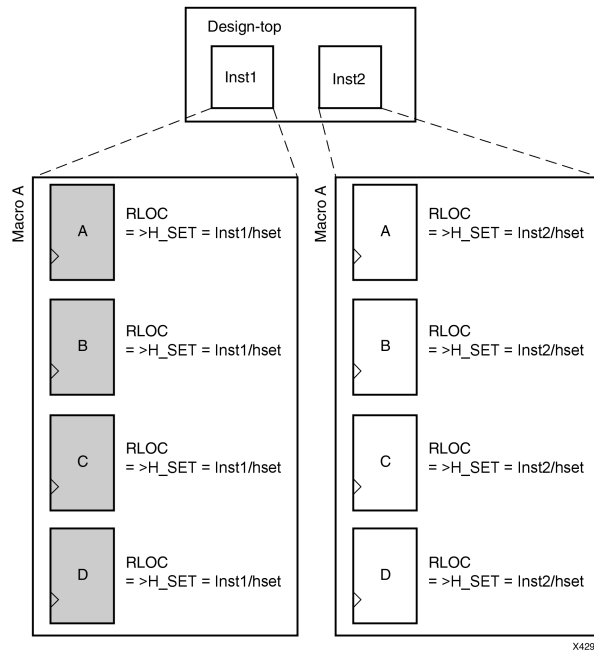 Design-top
Inst1
Inst2
Macro A
A
RLOC
= >H_SET = Inst1/hset
B
RLOC
= >H_SET = Inst1/hset
C
RLOC
= >H_SET = Inst1/hset
D
RLOC
= >H_SET = Inst1/hset
Macro A
A
RLOC
= >H_SET = Inst2/hset
B
RLOC
= >H_SET = Inst2/hset
C
RLOC
= >H_SET = Inst2/hset
D
RLOC
= >H_SET = Inst2/hset
X429